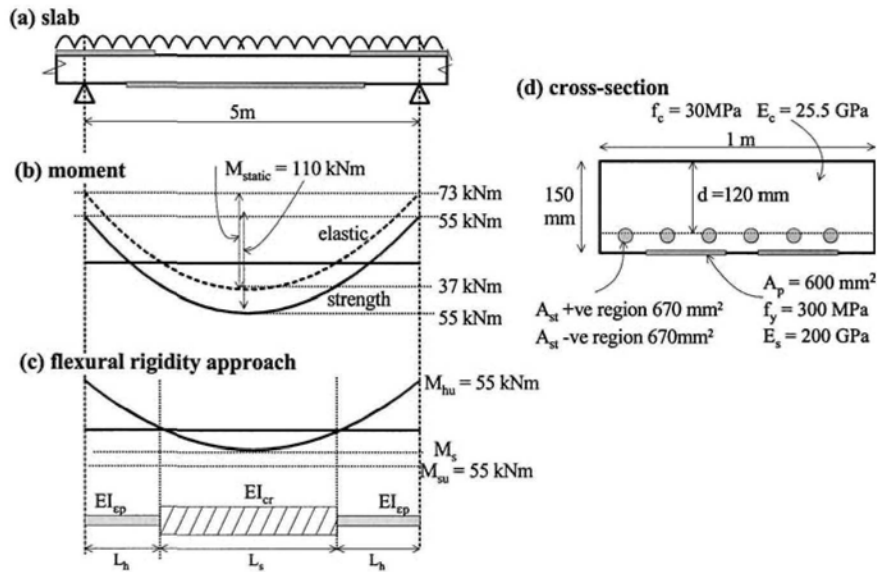 (a) slab
5m
(b) moment
M_static = 110 kNm
73 kNm
55 kNm
elastic
37 kNm
strength
55 kNm
(c) flexural rigidity approach
M_hu = 55 kNm
M_s
M_su = 55 kNm
EI_εp
EI_cr
EI_εp
L_h
L_s
L_h
(d) cross-section
f_c = 30MPa E_c = 25.5 GPa
1 m
150
mm
d =120 mm
A_st +ve region 670 mm²
A_st -ve region 670mm²
A_p = 600 mm²
f_y = 300 MPa
E_s = 200 GPa